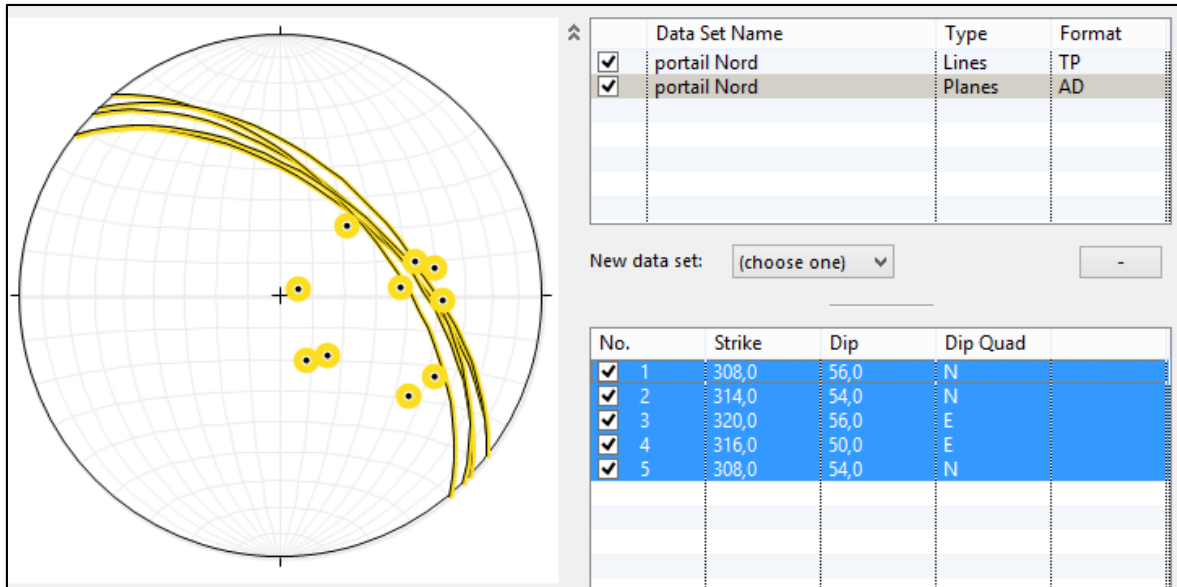 Data Set Name Type Format
portail Nord Lines TP
portail Nord Planes AD
New data set: (choose one) -
No. Strike Dip Dip Quad
1 308,0 56,0 N
2 314,0 54,0 N
3 320,0 56,0 E
4 316,0 50,0 E
5 308,0 54,0 N